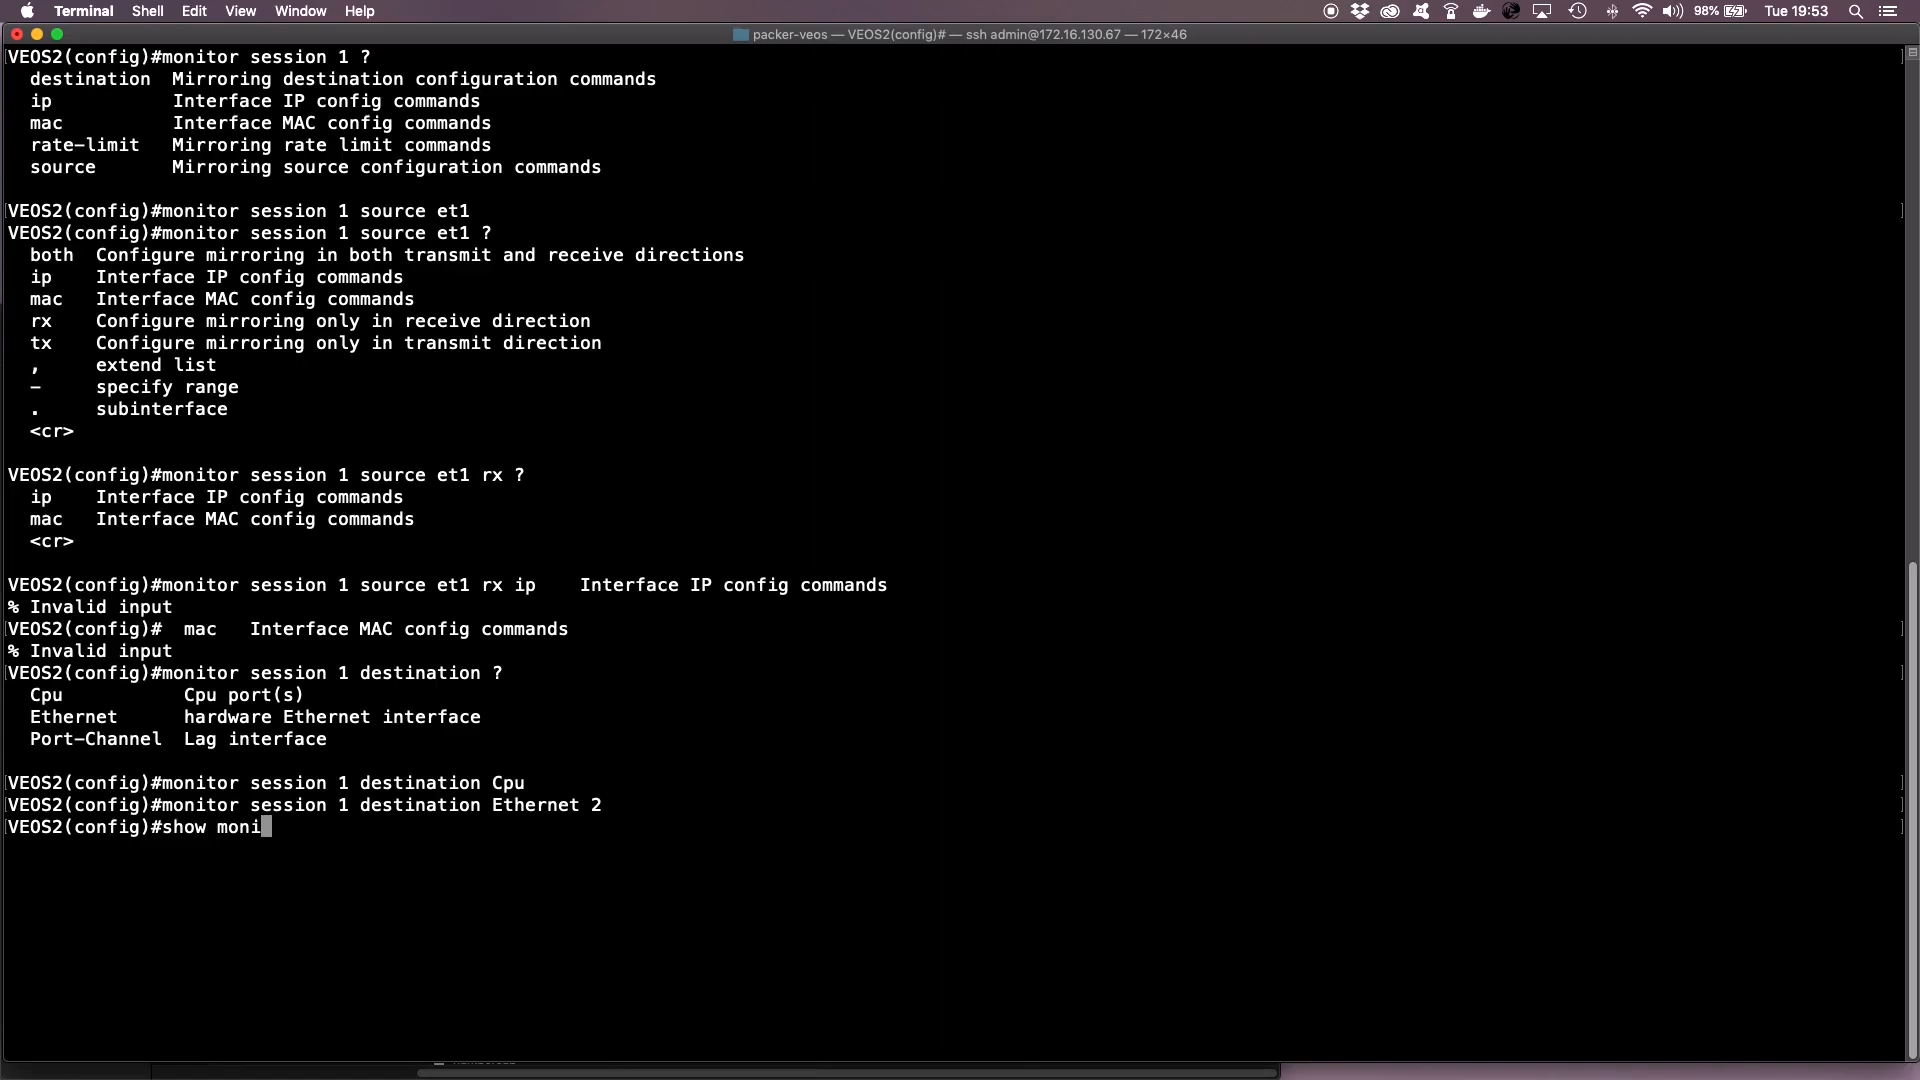 Terminal Shell Edit View Window Help 98% Tue 19:53
packer-veos — VEOS2(config)# — ssh admin@172.16.130.67 — 172×46
VEOS2(config)#monitor session 1 ?
  destination  Mirroring destination configuration commands
  ip           Interface IP config commands
  mac          Interface MAC config commands
  rate-limit   Mirroring rate limit commands
  source       Mirroring source configuration commands
VEOS2(config)#monitor session 1 source et1
VEOS2(config)#monitor session 1 source et1 ?
  both  Configure mirroring in both transmit and receive directions
  ip    Interface IP config commands
  mac   Interface MAC config commands
  rx    Configure mirroring only in receive direction
  tx    Configure mirroring only in transmit direction
  ,     extend list
  -     specify range
  .     subinterface
  <cr>
VEOS2(config)#monitor session 1 source et1 rx ?
  ip    Interface IP config commands
  mac   Interface MAC config commands
  <cr>
VEOS2(config)#monitor session 1 source et1 rx ip    Interface IP config commands
% Invalid input
VEOS2(config)#  mac   Interface MAC config commands
% Invalid input
VEOS2(config)#monitor session 1 destination ?
  Cpu           Cpu port(s)
  Ethernet      hardware Ethernet interface
  Port-Channel  Lag interface
VEOS2(config)#monitor session 1 destination Cpu
VEOS2(config)#monitor session 1 destination Ethernet 2
VEOS2(config)#show moni